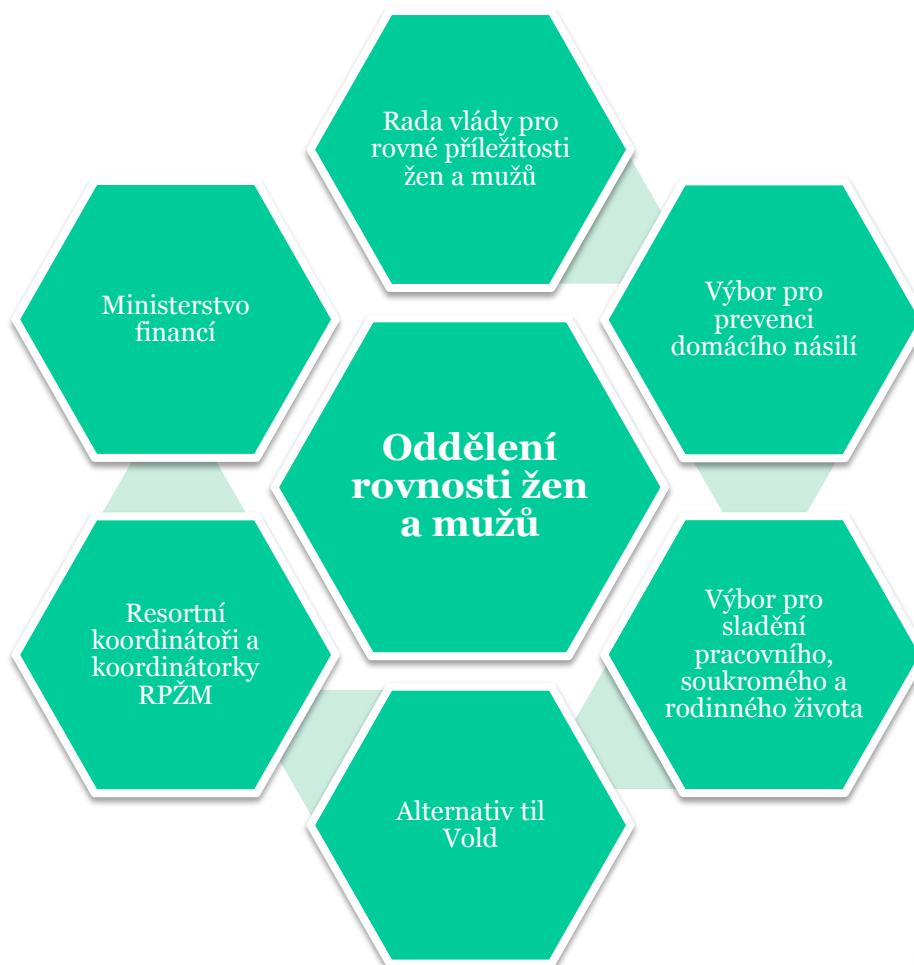 Rada vlády pro
rovné příležitosti
žen a mužů
Ministerstvo
financí
Výbor pro
prevenci
domácího násilí
Oddělení
rovnosti žen
a mužů
Resortní
koordinátoři a
koordinátorky
RPŽM
Výbor pro
sladění
pracovního,
soukromého a
rodinného života
Alternativ til
Vold